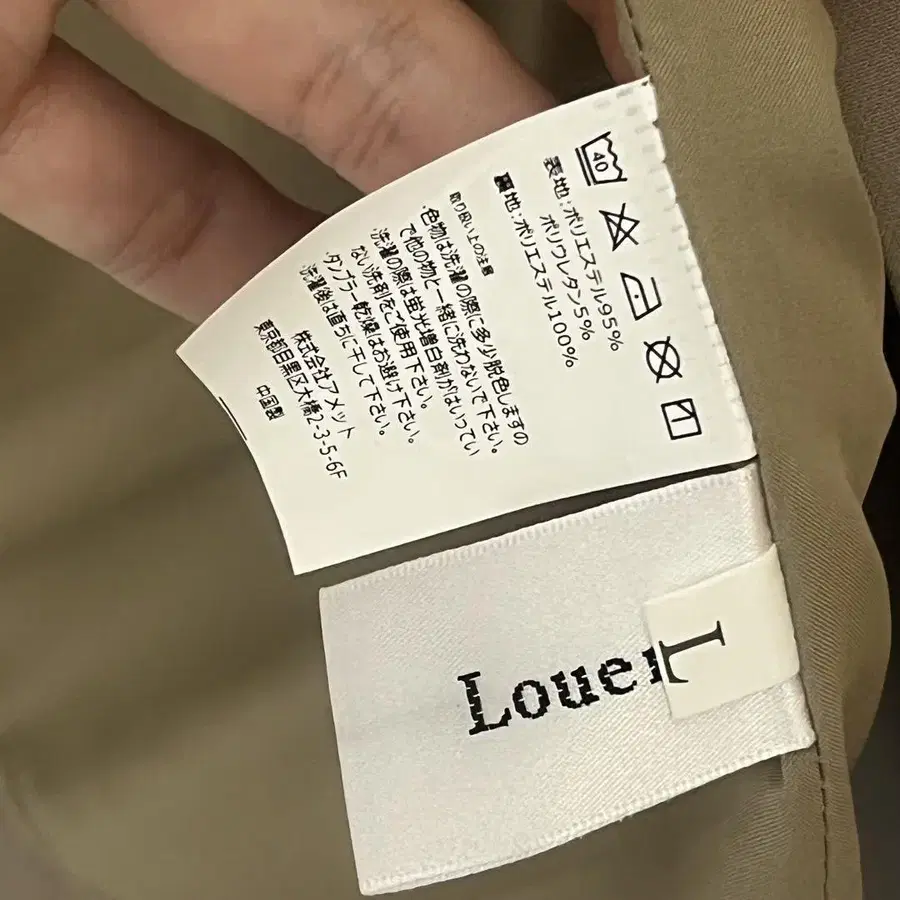 40
表地:ポリエステル95%
ポリウレタン5%
裏地:ポリエステル100%
取り扱い上の注意
・色物は洗濯の際に多少脱色しますの
で他の物と一緒に洗わないで下さい。
・洗濯の際は蛍光増白剤がはいってい
ない洗剤をご使用下さい。
・タンブラー乾燥はお避け下さい。
・洗濯後は直ちに干して下さい。
株式会社アメット
東京都目黒区大橋2-3-5-6F
中国製
L
Louer